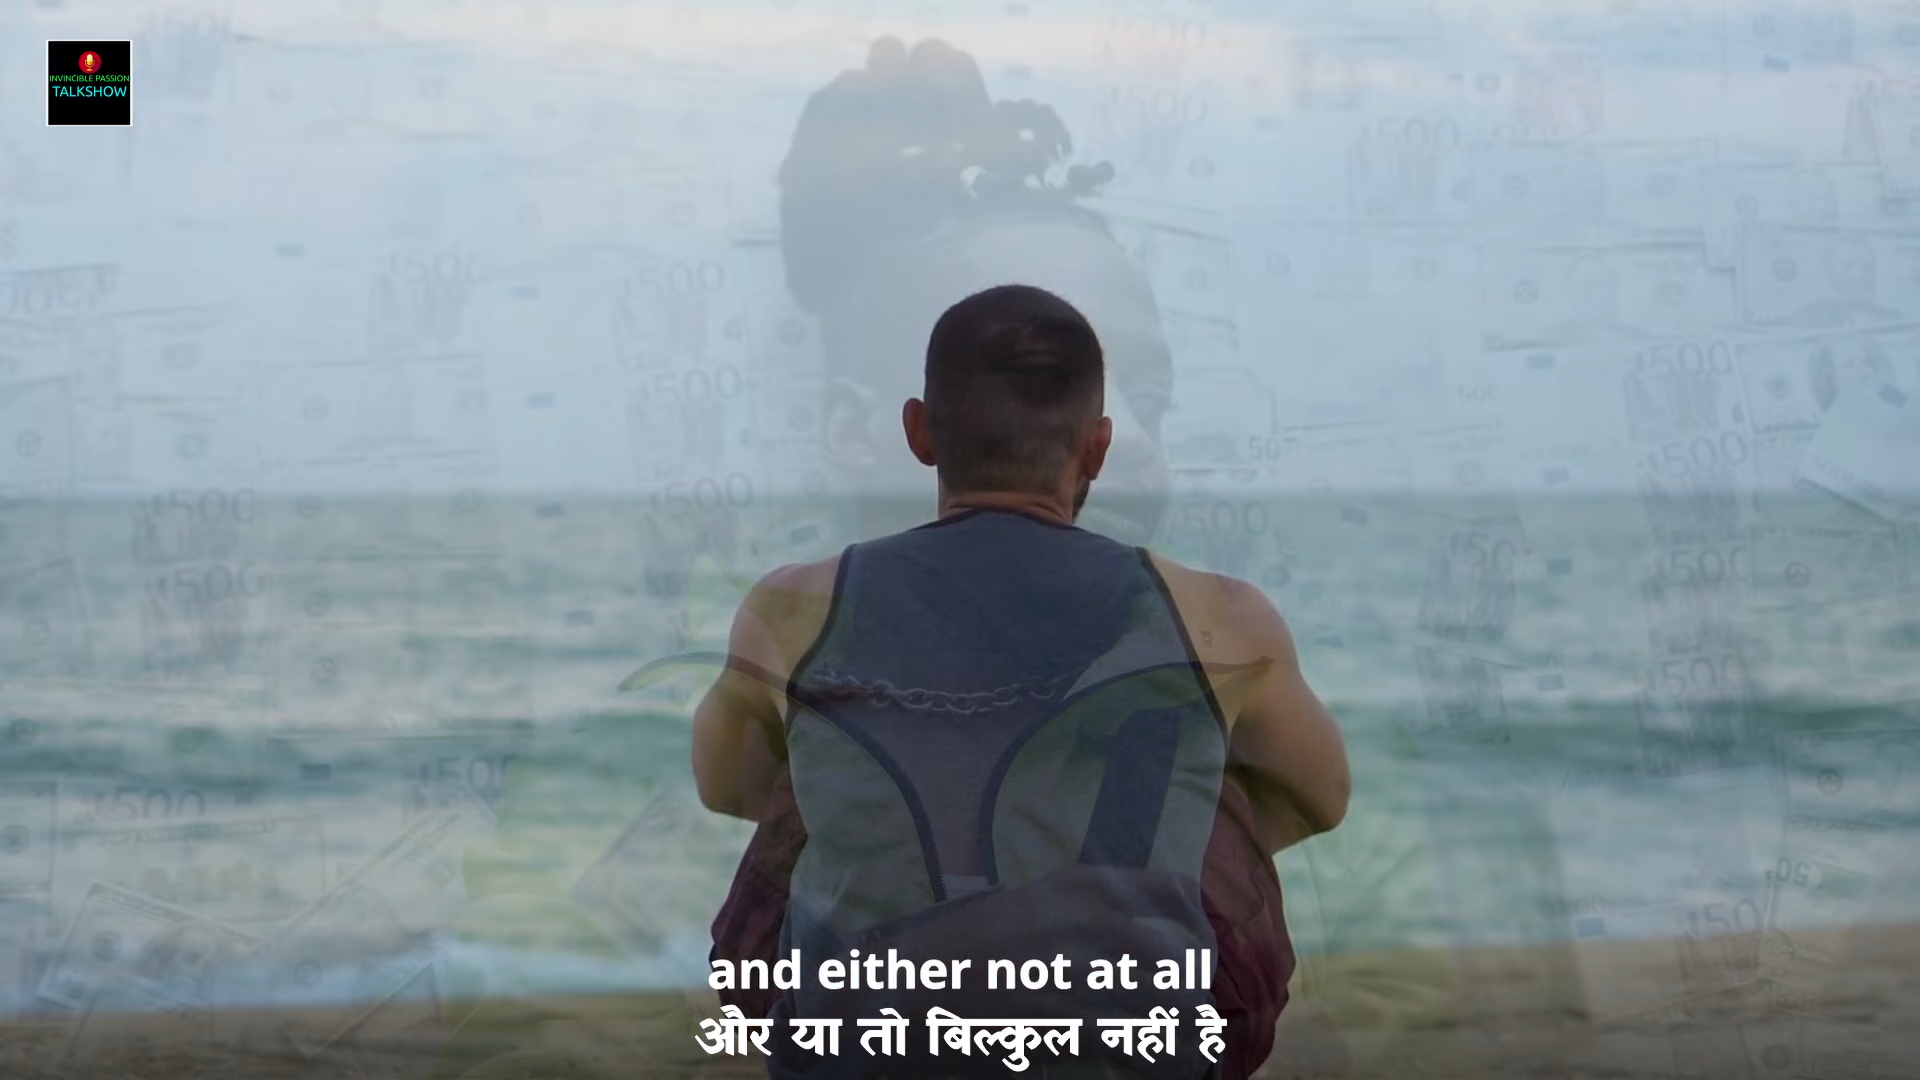 INVINCIBLE PASSION
TALKSHOW
and either not at all
और या तो बिल्कुल नहीं है